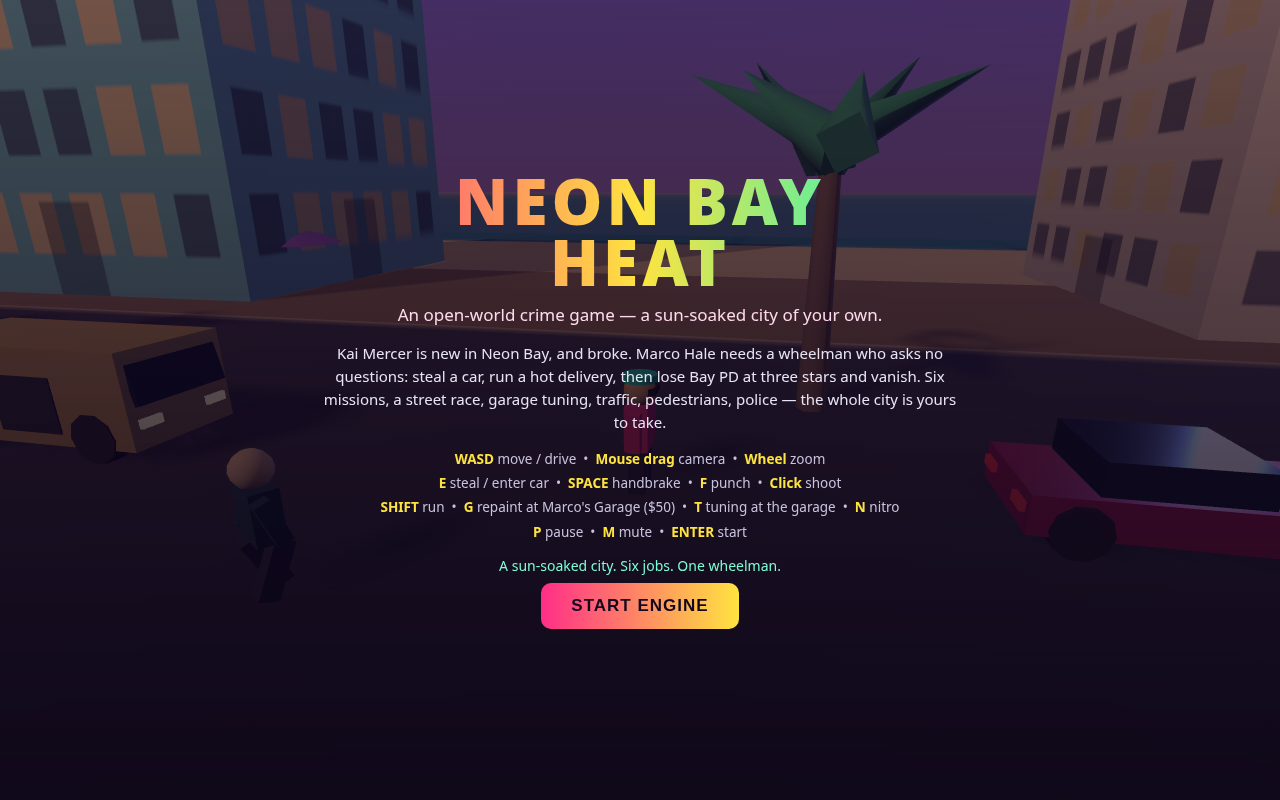 NEON BAY
HEAT
An open-world crime game — a sun-soaked city of your own.
Kai Mercer is new in Neon Bay, and broke. Marco Hale needs a wheelman who asks no
questions: steal a car, run a hot delivery, then lose Bay PD at three stars and vanish. Six
missions, a street race, garage tuning, traffic, pedestrians, police — the whole city is yours
to take.
WASD move / drive • Mouse drag camera • Wheel zoom
E steal / enter car • SPACE handbrake • F punch • Click shoot
SHIFT run • G repaint at Marco's Garage ($50) • T tuning at the garage • N nitro
P pause • M mute • ENTER start
A sun-soaked city. Six jobs. One wheelman.
START ENGINE